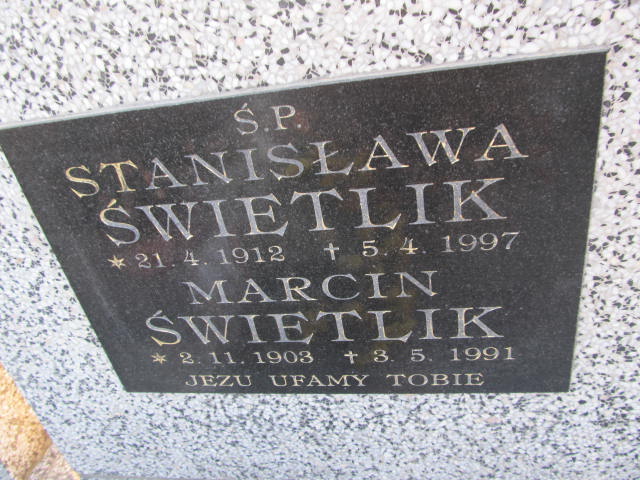 Ś.P.
STANISŁAWA
ŚWIETLIK
* 21. 4. 1912 † 5. 4. 1997
MARCIN
ŚWIETLIK
* 2. 11. 1903 † 3. 5. 1991
JEZU UFAMY TOBIE